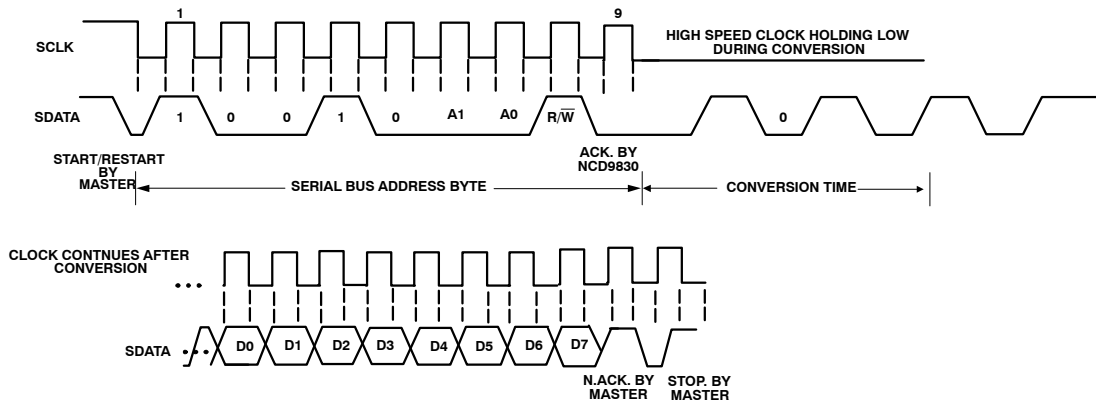 1
9
SCLK
HIGH SPEED CLOCK HOLDING LOW
DURING CONVERSION
SDATA
1 0 0 1 0 A1 A0 R/W̅ 0
START/RESTART
BY
MASTER
ACK. BY
NCD9830
SERIAL BUS ADDRESS BYTE
CONVERSION TIME
CLOCK CONTNUES AFTER
CONVERSION
SDATA
D0 D1 D2 D3 D4 D5 D6 D7
N.ACK. BY
MASTER
STOP. BY
MASTER